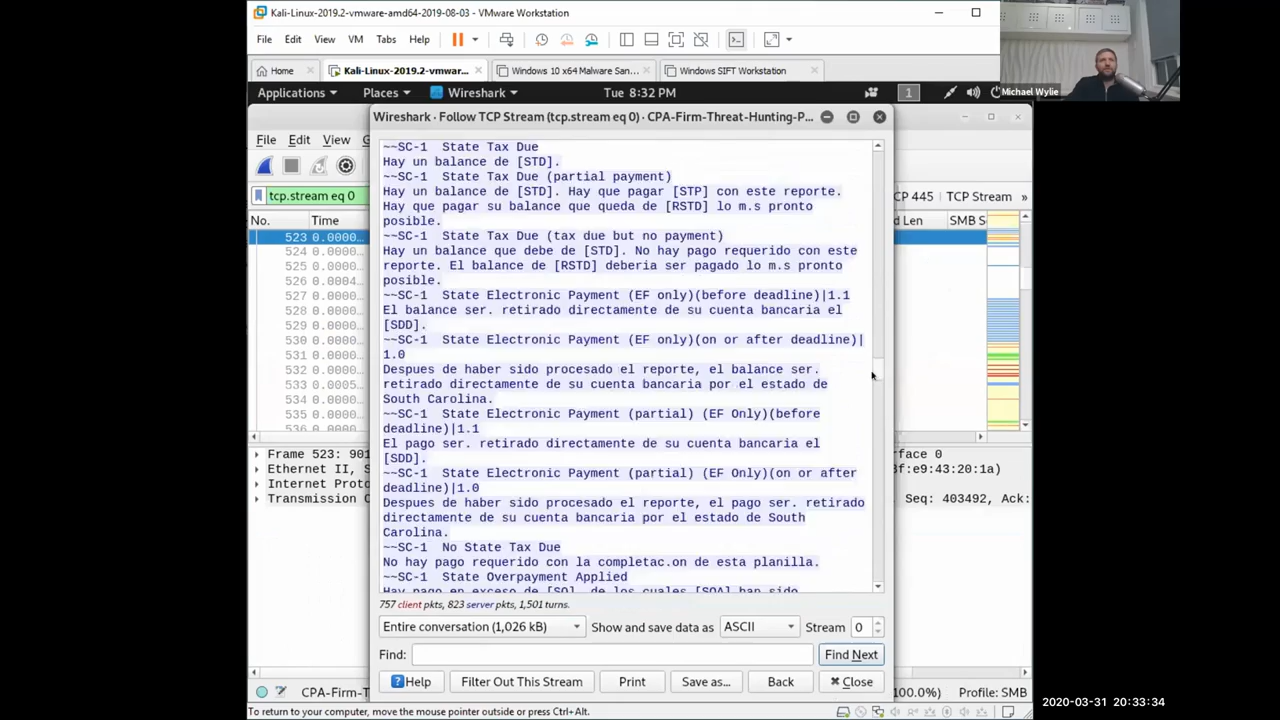 Kali-Linux-2019.2-vmware-amd64-2019-08-03 - VMware Workstation
File Edit View VM Tabs Help
Home Kali-Linux-2019.2-vmwar... Windows 10 x64 Malware San... Windows SIFT Workstation
Michael Wylie
Applications Places Wireshark Tue 8:32 PM 1
Wireshark · Follow TCP Stream (tcp.stream eq 0) · CPA-Firm-Threat-Hunting-P...
File Edit View
tcp.stream eq 0 CP 445 TCP Stream »
No. Time d Len SMB S
523 0.0000...
524 0.0000...
525 0.0000...
526 0.0004...
527 0.0000...
528 0.0000...
529 0.0000...
530 0.0000...
531 0.0000...
532 0.0000...
533 0.0005...
534 0.0000...
535 0.0000...
536 0.0000...
~~SC-1 State Tax Due
Hay un balance de [STD].
~~SC-1 State Tax Due (partial payment)
Hay un balance de [STD]. Hay que pagar [STP] con este reporte.
Hay que pagar su balance que queda de [RSTD] lo m.s pronto
posible.
~~SC-1 State Tax Due (tax due but no payment)
Hay un balance que debe de [STD]. No hay pago requerido con este
reporte. El balance de [RSTD] deberia ser pagado lo m.s pronto
posible.
~~SC-1 State Electronic Payment (EF only)(before deadline)|1.1
El balance ser. retirado directamente de su cuenta bancaria el
[SDD].
~~SC-1 State Electronic Payment (EF only)(on or after deadline)|
1.0
Despues de haber sido procesado el reporte, el balance ser.
retirado directamente de su cuenta bancaria por el estado de
South Carolina.
~~SC-1 State Electronic Payment (partial) (EF Only)(before
deadline)|1.1
El pago ser. retirado directamente de su cuenta bancaria el
[SDD].
~~SC-1 State Electronic Payment (partial) (EF Only)(on or after
deadline)|1.0
Despues de haber sido procesado el reporte, el pago ser. retirado
directamente de su cuenta bancaria por el estado de South
Carolina.
~~SC-1 No State Tax Due
No hay pago requerido con la completac.on de esta planilla.
~~SC-1 State Overpayment Applied
Hay pago en exceso de [SO], de los cuales [SOA] han sido
Frame 523: 901 rface 0
Ethernet II, S 3f:e9:43:20:1a)
Internet Proto
Transmission C Seq: 403492, Ack:
757 client pkts, 823 server pkts, 1,501 turns.
Entire conversation (1,026 kB) Show and save data as ASCII Stream 0
Find: Find Next
Help Filter Out This Stream Print Save as... Back Close
CPA-Firm-T 100.0%) Profile: SMB
To return to your computer, move the mouse pointer outside or press Ctrl+Alt.
2020-03-31 20:33:34